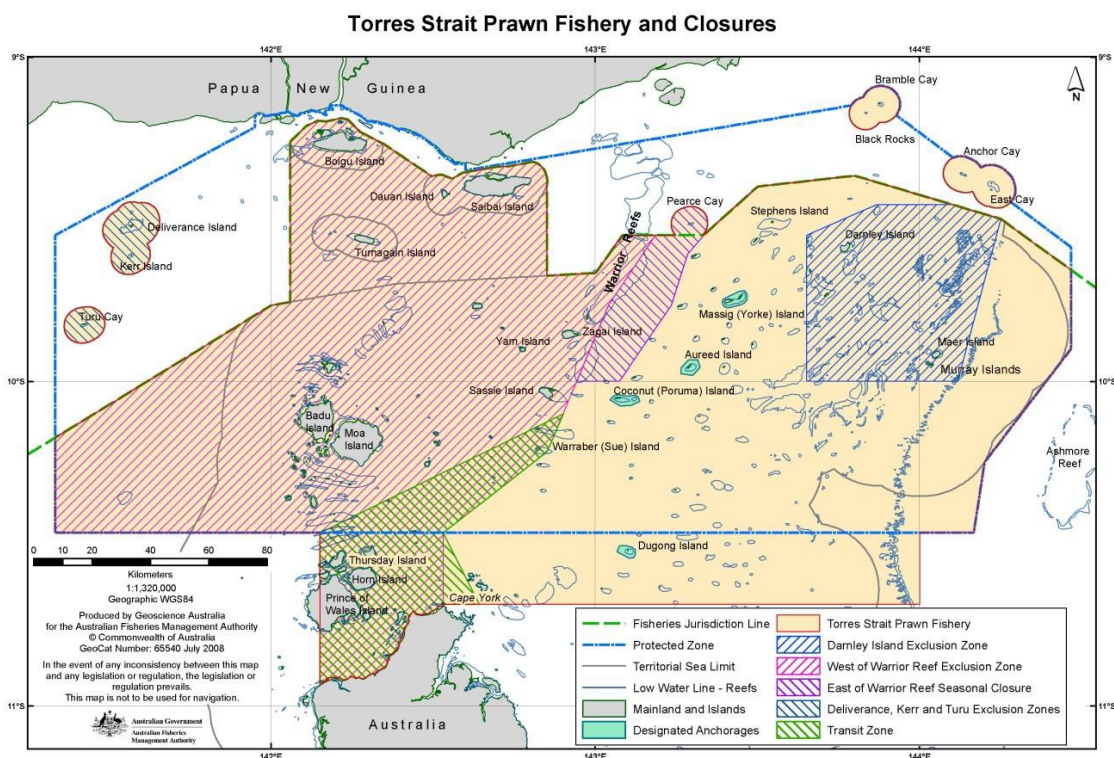 Torres Strait Prawn Fishery and Closures
142°E
143°E
144°E
9°S
9°S
Bramble Cay
N
Papua New Guinea
Black Rocks
Boigu Island
Anchor Cay
Dauan Island
Saibai Island
East Cay
Pearce Cay
Stephens Island
Deliverance Island
Warrior Reefs
Darnley Island
Turnagain Island
Kerr Island
Massig (Yorke) Island
Turu Cay
Zagai Island
Yam Island
Maer Island
Aureed Island
Murray Islands
10°S
Sassie Island
Coconut (Poruma) Island
Badu
Island
Moa
Island
Warraber (Sue) Island
Ashmore
Reef
0 10 20 40 60 80
Dugong Island
Thursday Island
Kilometers
1:1,320,000
Geographic WGS84
Horn Island
Prince of
Wales Island
Cape York
Produced by Geoscience Australia
for the Australian Fisheries Management Authority
© Commonwealth of Australia
GeoCat Number: 65540 July 2008
In the event of any inconsistency between this map
and any legislation or regulation, the legislation or
regulation prevails.
This map is not to be used for navigation.
Australian Government
Australian Fisheries
Management Authority
Australia
Fisheries Jurisdiction Line
Protected Zone
Territorial Sea Limit
Low Water Line - Reefs
Mainland and Islands
Designated Anchorages
Torres Strait Prawn Fishery
Darnley Island Exclusion Zone
West of Warrior Reef Exclusion Zone
East of Warrior Reef Seasonal Closure
Deliverance, Kerr and Turu Exclusion Zones
Transit Zone
11°S
11°S
142°E
143°E
144°E